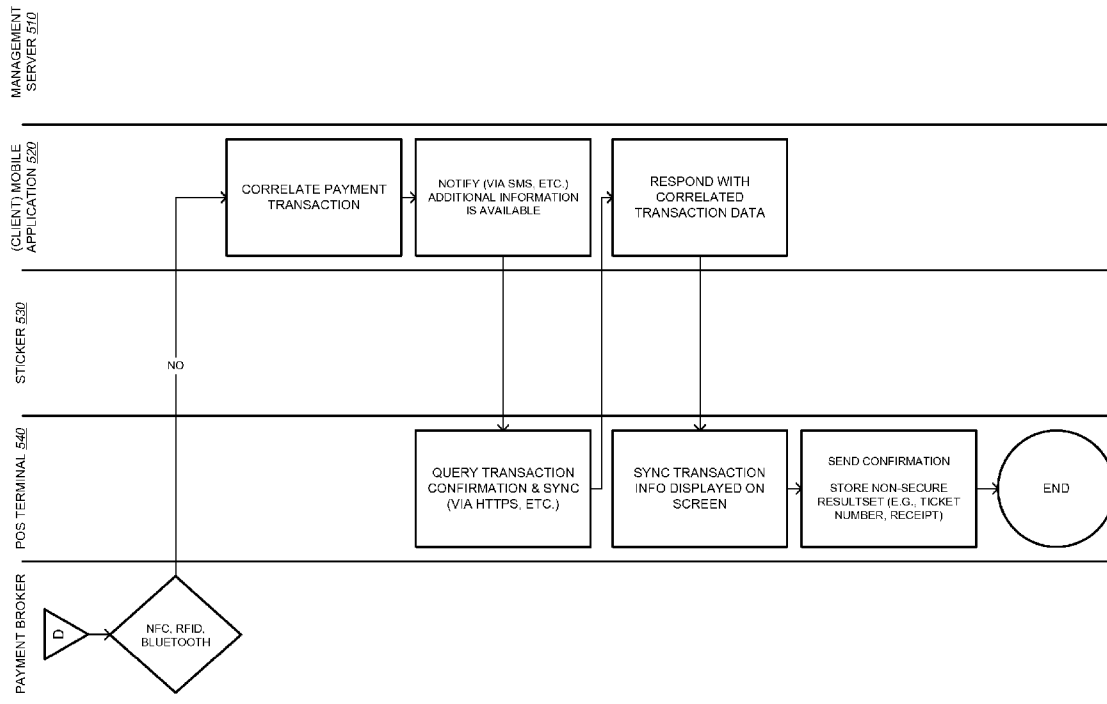 MANAGEMENT
SERVER 510
(CLIENT) MOBILE
APPLICATION 520
CORRELATE PAYMENT
TRANSACTION
NOTIFY (VIA SMS, ETC.)
ADDITIONAL INFORMATION
IS AVAILABLE
RESPOND WITH
CORRELATED
TRANSACTION DATA
STICKER 530
NO
POS TERMINAL 540
QUERY TRANSACTION
CONFIRMATION & SYNC
(VIA HTTPS, ETC.)
SYNC TRANSACTION
INFO DISPLAYED ON
SCREEN
SEND CONFIRMATION
STORE NON-SECURE
RESULTSET (E.G., TICKET
NUMBER, RECEIPT)
END
PAYMENT BROKER
D
NFC, RFID,
BLUETOOTH